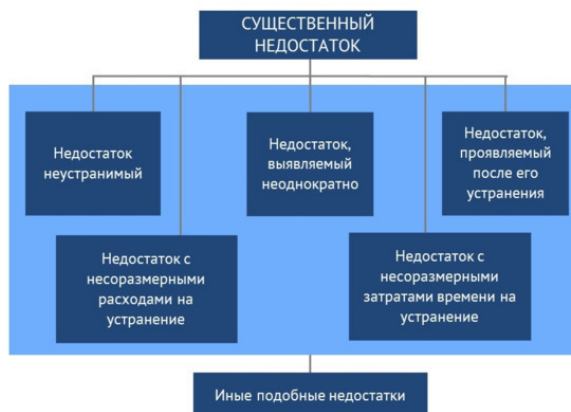 СУЩЕСТВЕННЫЙ
НЕДОСТАТОК
Недостаток
неустранимый
Недостаток,
выявляемый
неоднократно
Недостаток,
проявляемый
после его
устранения
Недостаток с
несоразмерными
расходами на
устранение
Недостаток с
несоразмерными
затратами времени на
устранение
Иные подобные недостатки